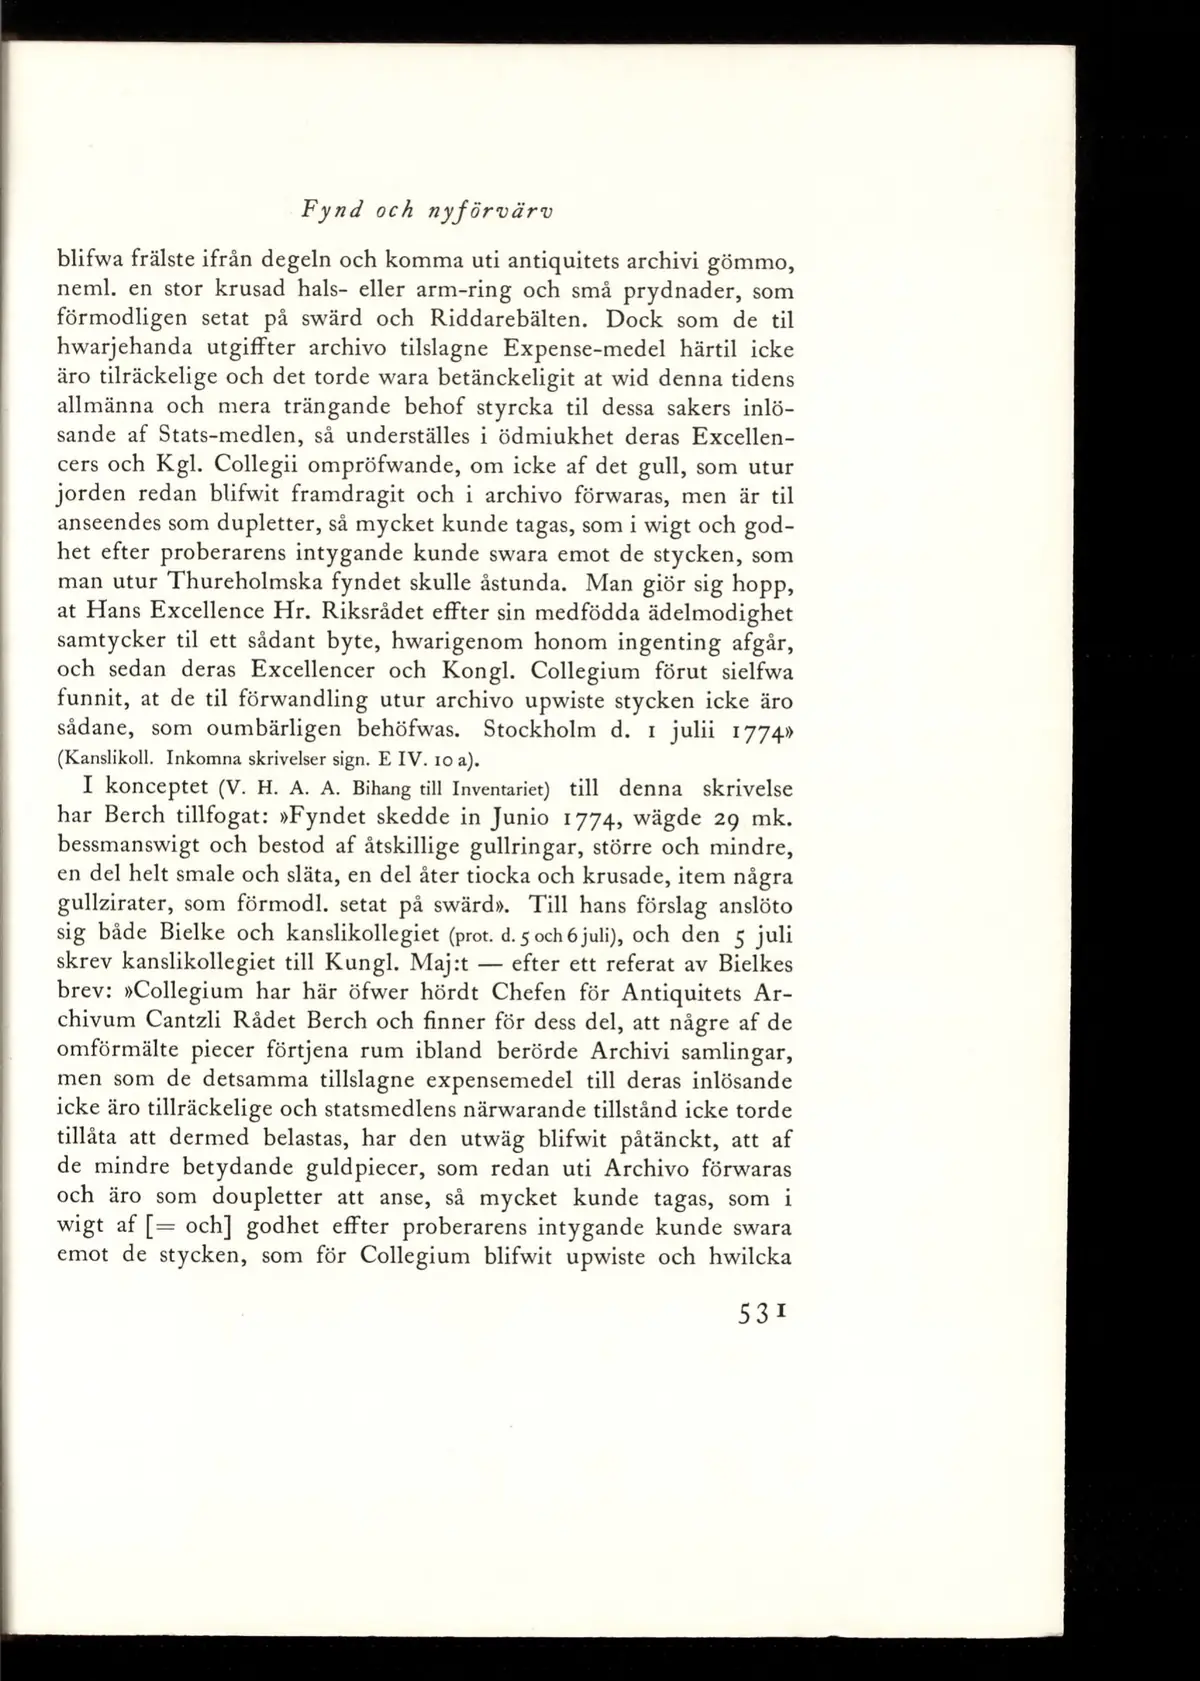 Fynd och nyförvärv
blifwa frälste ifrån degeln och komma uti antiquitets archivi gömmo,
neml. en stor krusad hals- eller arm-ring och små prydnader, som
förmodligen setat på swärd och Riddarebälten. Dock som de til
hwarjehanda utgiffter archivo tilslagne Expense-medel härtil icke
äro tilräckelige och det torde wara betänckeligit at wid denna tidens
allmänna och mera trängande behof styrcka til dessa sakers inlö-
sande af Stats-medlen, så underställes i ödmiukhet deras Excellen-
cers och Kgl. Collegii ompröfwande, om icke af det gull, som utur
jorden redan blifwit framdragit och i archivo förwaras, men är til
anseendes som dupletter, så mycket kunde tagas, som i wigt och god-
het efter proberarens intygande kunde swara emot de stycken, som
man utur Thureholmska fyndet skulle åstunda. Man giör sig hopp,
at Hans Excellence Hr. Riksrådet effter sin medfödda ädelmodighet
samtycker til ett sådant byte, hwarigenom honom ingenting afgår,
och sedan deras Excellencer och Kongl. Collegium förut sielfwa
funnit, at de til förwandling utur archivo upwiste stycken icke äro
sådane, som oumbärligen behöfwas. Stockholm d. 1 julii 1774»
(Kanslikoll. Inkomna skrivelser sign. E IV. 10 a).
I konceptet (V. H. A. A. Bihang till Inventariet) till denna skrivelse
har Berch tillfogat: »Fyndet skedde in Junio 1774, wägde 29 mk.
bessmanswigt och bestod af åtskillige gullringar, större och mindre,
en del helt smale och släta, en del åter tiocka och krusade, item några
gullzirater, som förmodl. setat på swärd». Till hans förslag anslöto
sig både Bielke och kanslikollegiet (prot. d. 5 och 6 juli), och den 5 juli
skrev kanslikollegiet till Kungl. Maj:t — efter ett referat av Bielkes
brev: »Collegium har här öfwer hördt Chefen för Antiquitets Ar-
chivum Cantzli Rådet Berch och finner för dess del, att någre af de
omförmälte piecer förtjena rum ibland berörde Archivi samlingar,
men som de detsamma tillslagne expensemedel till deras inlösande
icke äro tillräckelige och statsmedlens närwarande tillstånd icke torde
tillåta att dermed belastas, har den utwäg blifwit påtänckt, att af
de mindre betydande guldpiecer, som redan uti Archivo förwaras
och äro som doupletter att anse, så mycket kunde tagas, som i
wigt af [= och] godhet effter proberarens intygande kunde swara
emot de stycken, som för Collegium blifwit upwiste och hwilcka
531